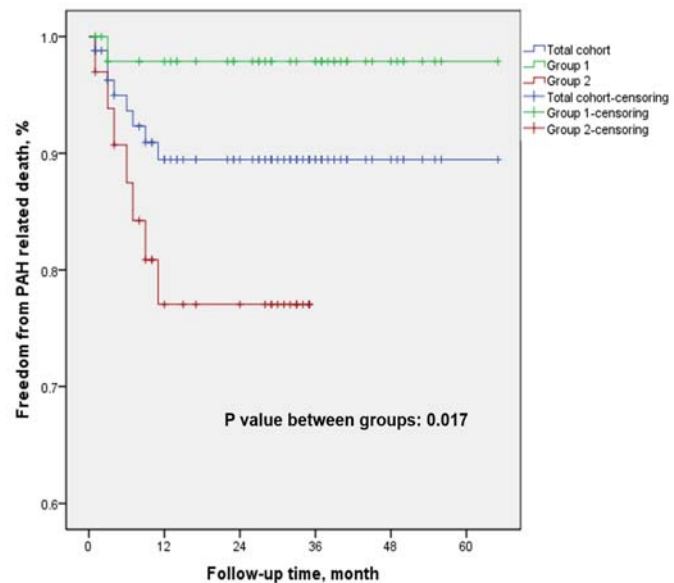 Freedom from PAH related death, %
1.0
0.9
0.8
0.7
0.6
Total cohort
Group 1
Group 2
Total cohort-censoring
Group 1-censoring
Group 2-censoring
P value between groups: 0.017
0 12 24 36 48 60
Follow-up time, month